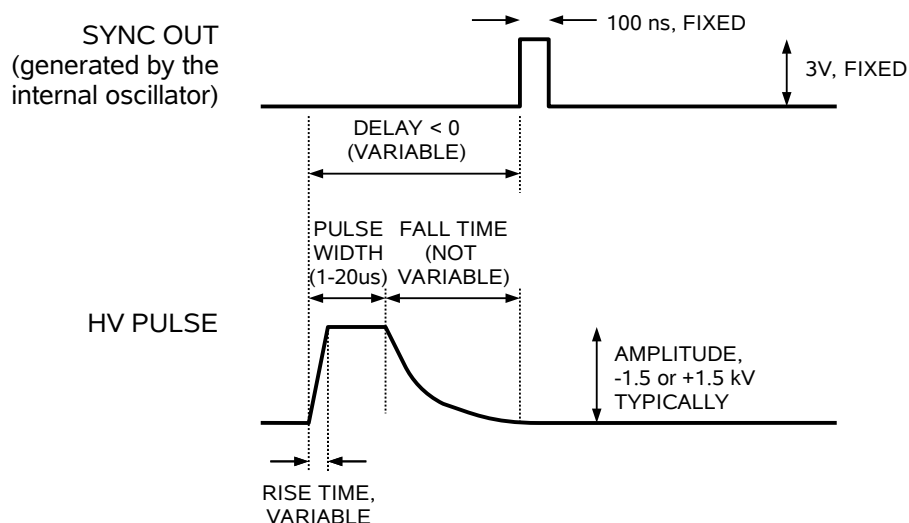 SYNC OUT
(generated by the
internal oscillator)
100 ns, FIXED
3V, FIXED
DELAY < 0
(VARIABLE)
PULSE
WIDTH
(1-20us)
FALL TIME
(NOT
VARIABLE)
HV PULSE
AMPLITUDE,
-1.5 or +1.5 kV
TYPICALLY
RISE TIME,
VARIABLE